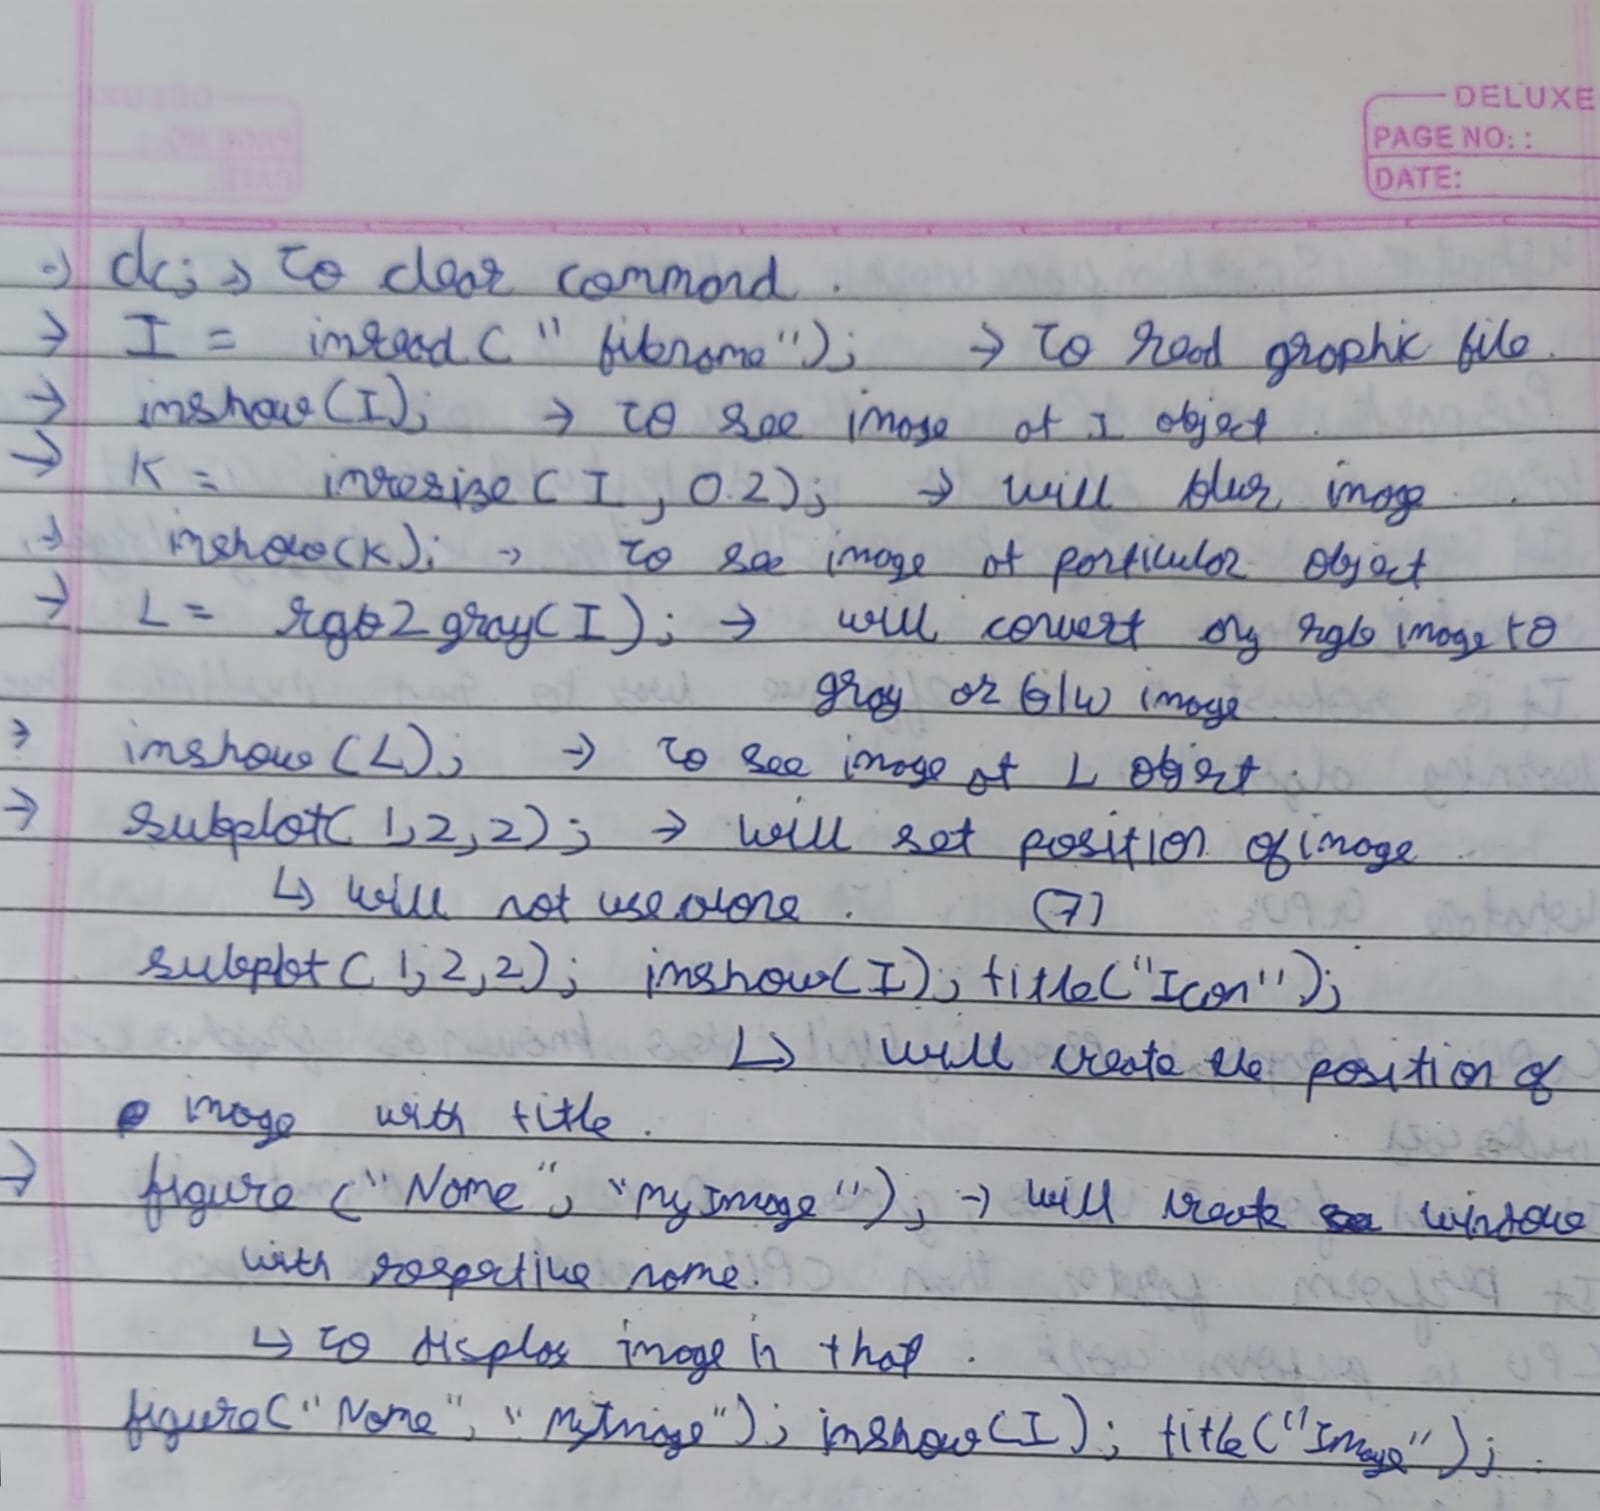 DELUXE
PAGE NO: :
DATE:
→ clc; → To clear command.
→ I = imread("filename"); → To read graphic file.
→ imshow(I); → To see image of I object.
→ K = imresize(I, 0.2); → will blur image.
→ imshow(K); → To see image of particular object
→ L = rgb2gray(I); → will convert any rgb image to
gray or B/W image
→ imshow(L); → To see image of L object.
→ subplot(1,2,2); → will set position of image.
↳ will not use alone. (7)
subplot(1,2,2); imshow(I); title("Icon");
↳ will create the position of
image with title.
→ figure ("Name", "MyImage"); → will create window
with respective name.
↳ To display image in that.
figure("Name", "MyImage"); imshow(I); title("Image");